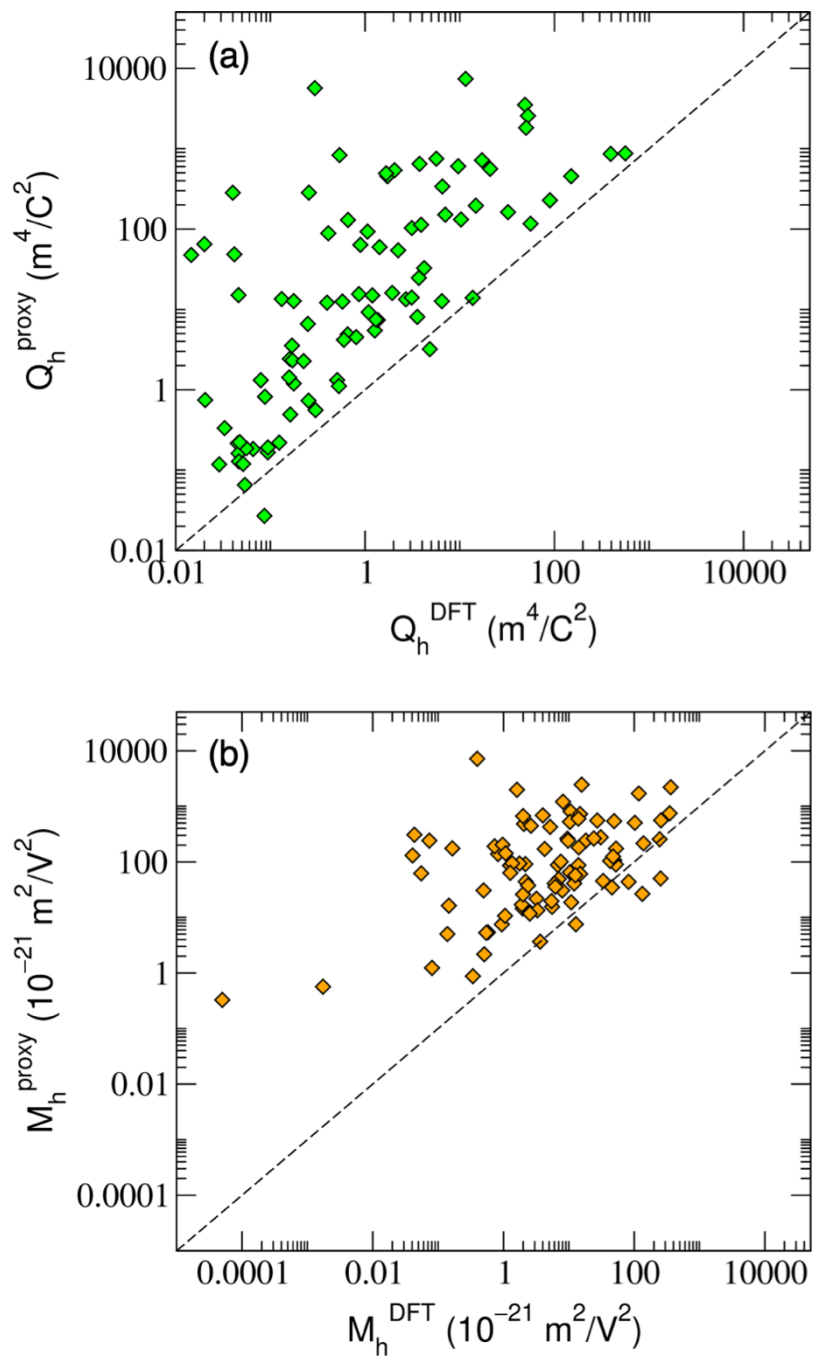 (a)
10000
100
1
0.01
Q_h^proxy (m^4/C^2)
0.01 1 100 10000
Q_h^DFT (m^4/C^2)
(b)
10000
100
1
0.01
0.0001
M_h^proxy (10^−21 m^2/V^2)
0.0001 0.01 1 100 10000
M_h^DFT (10^−21 m^2/V^2)